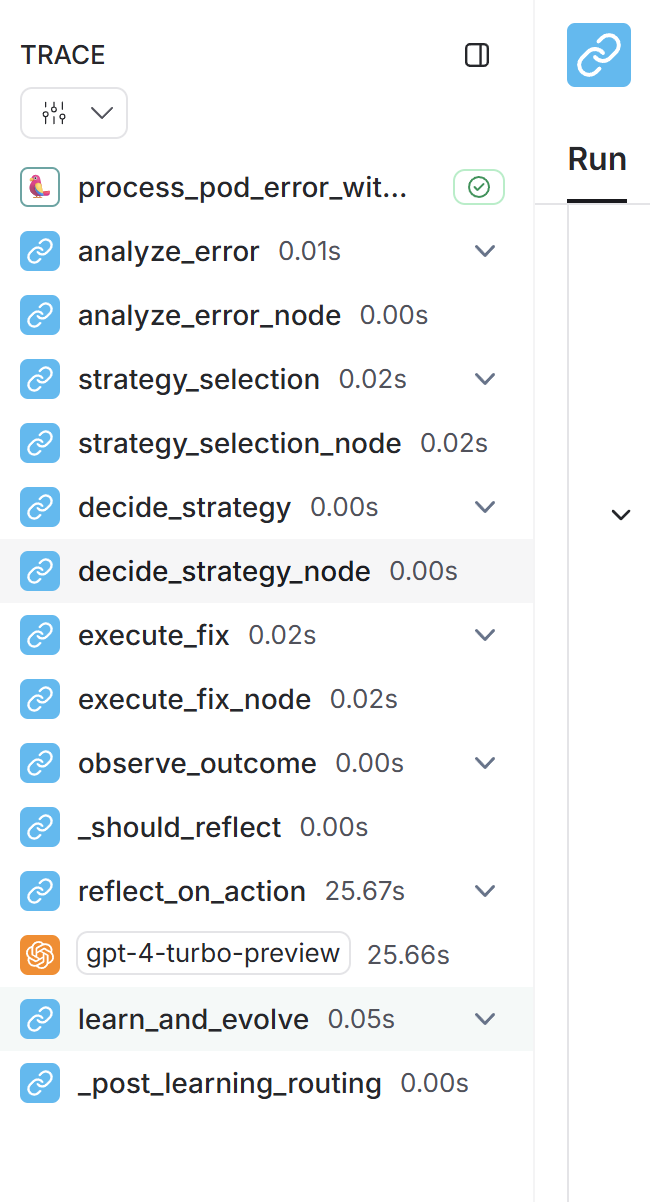 TRACE
Run
process_pod_error_wit...
analyze_error 0.01s
analyze_error_node 0.00s
strategy_selection 0.02s
strategy_selection_node 0.02s
decide_strategy 0.00s
decide_strategy_node 0.00s
execute_fix 0.02s
execute_fix_node 0.02s
observe_outcome 0.00s
_should_reflect 0.00s
reflect_on_action 25.67s
gpt-4-turbo-preview 25.66s
learn_and_evolve 0.05s
_post_learning_routing 0.00s